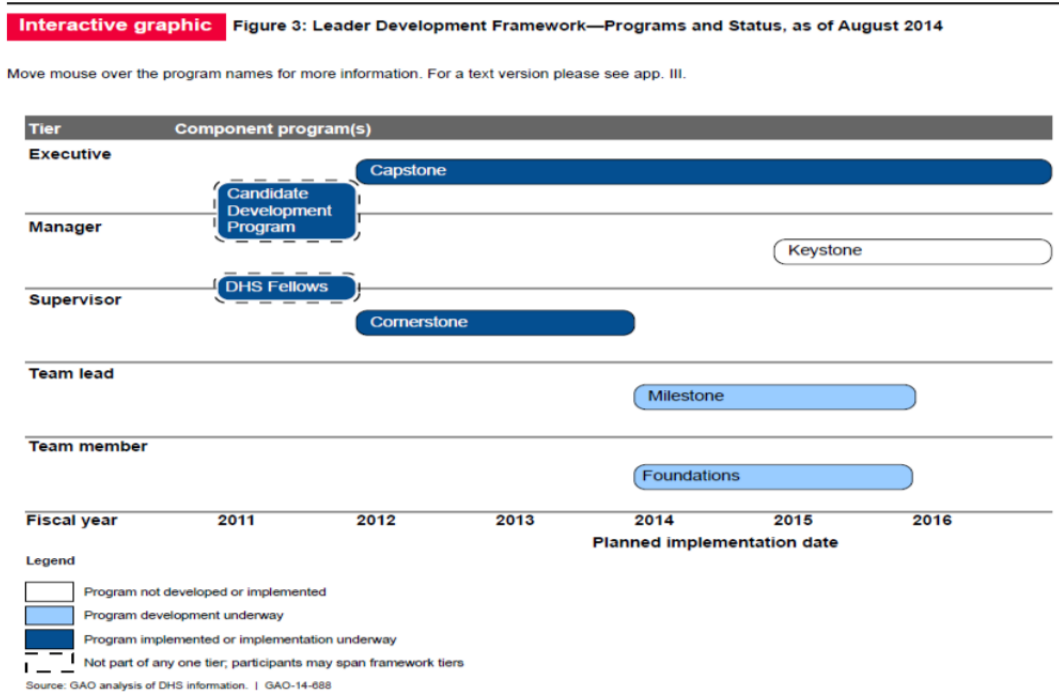 Interactive graphic Figure 3: Leader Development Framework—Programs and Status, as of August 2014
Move mouse over the program names for more information. For a text version please see app. III.
Tier Component program(s)
Executive
Capstone
Candidate
Development
Program
Manager
Keystone
DHS Fellows
Supervisor
Cornerstone
Team lead
Milestone
Team member
Foundations
Fiscal year 2011 2012 2013 2014 2015 2016
Planned implementation date
Legend
Program not developed or implemented
Program development underway
Program implemented or implementation underway
Not part of any one tier; participants may span framework tiers
Source: GAO analysis of DHS information. | GAO-14-688